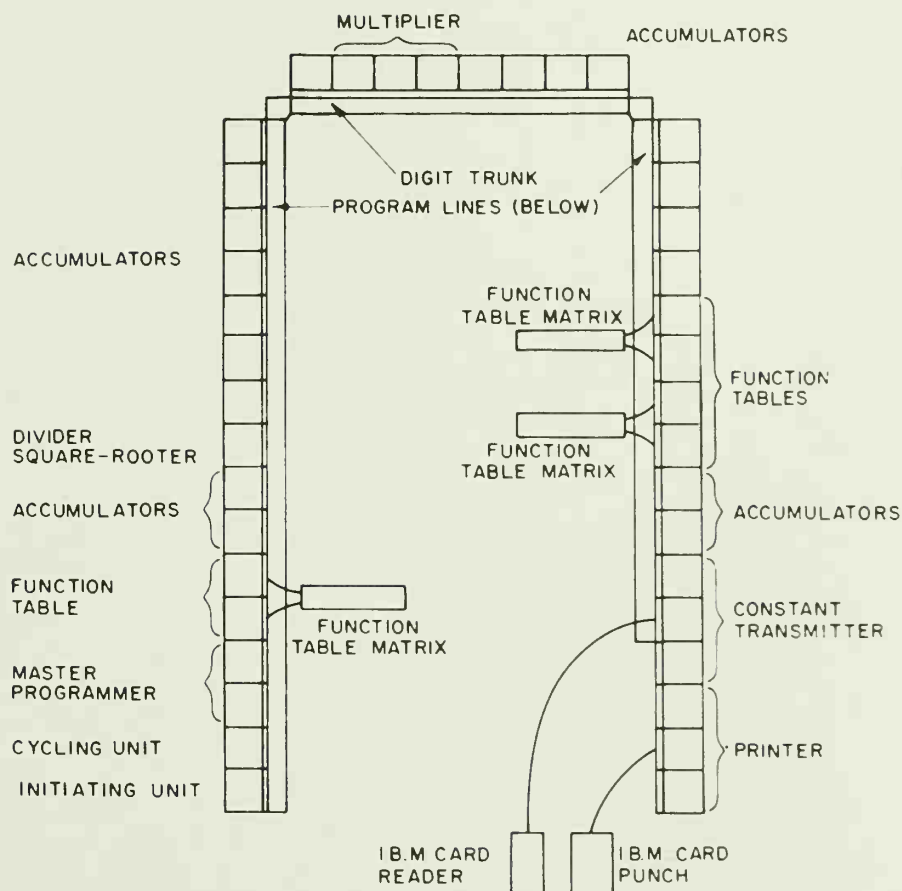 MULTIPLIER
ACCUMULATORS
DIGIT TRUNK
PROGRAM LINES (BELOW)
ACCUMULATORS
FUNCTION
TABLE MATRIX
FUNCTION
TABLES
DIVIDER
SQUARE-ROOTER
FUNCTION
TABLE MATRIX
ACCUMULATORS
ACCUMULATORS
FUNCTION
TABLE
FUNCTION
TABLE MATRIX
CONSTANT
TRANSMITTER
MASTER
PROGRAMMER
CYCLING UNIT
PRINTER
INITIATING UNIT
I.B.M CARD
READER
I.B.M CARD
PUNCH